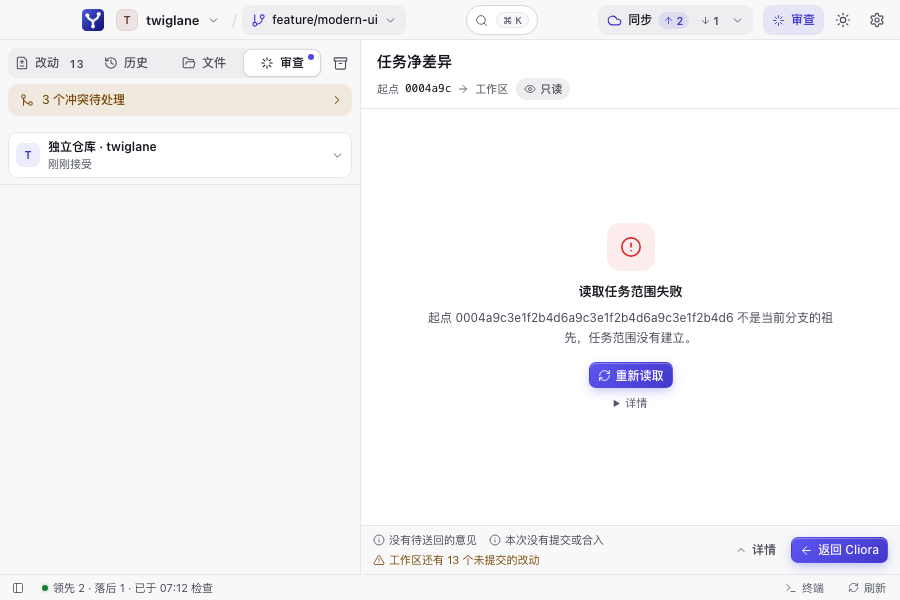 T twiglane / feature/modern-ui ⌘ K 同步 ↑ 2 ↓ 1 审查
改动 13 历史 文件 审查
3 个冲突待处理
T 独立仓库 · twiglane
刚刚接受
任务净差异
起点 0004a9c → 工作区 只读
读取任务范围失败
起点 0004a9c3e1f2b4d6a9c3e1f2b4d6a9c3e1f2b4d6 不是当前分支的祖
先，任务范围没有建立。
重新读取
▶ 详情
没有待送回的意见 本次没有提交或合入
工作区还有 13 个未提交的改动
详情 ← 返回 Cliora
领先 2 · 落后 1 · 已于 07:12 检查 终端 刷新